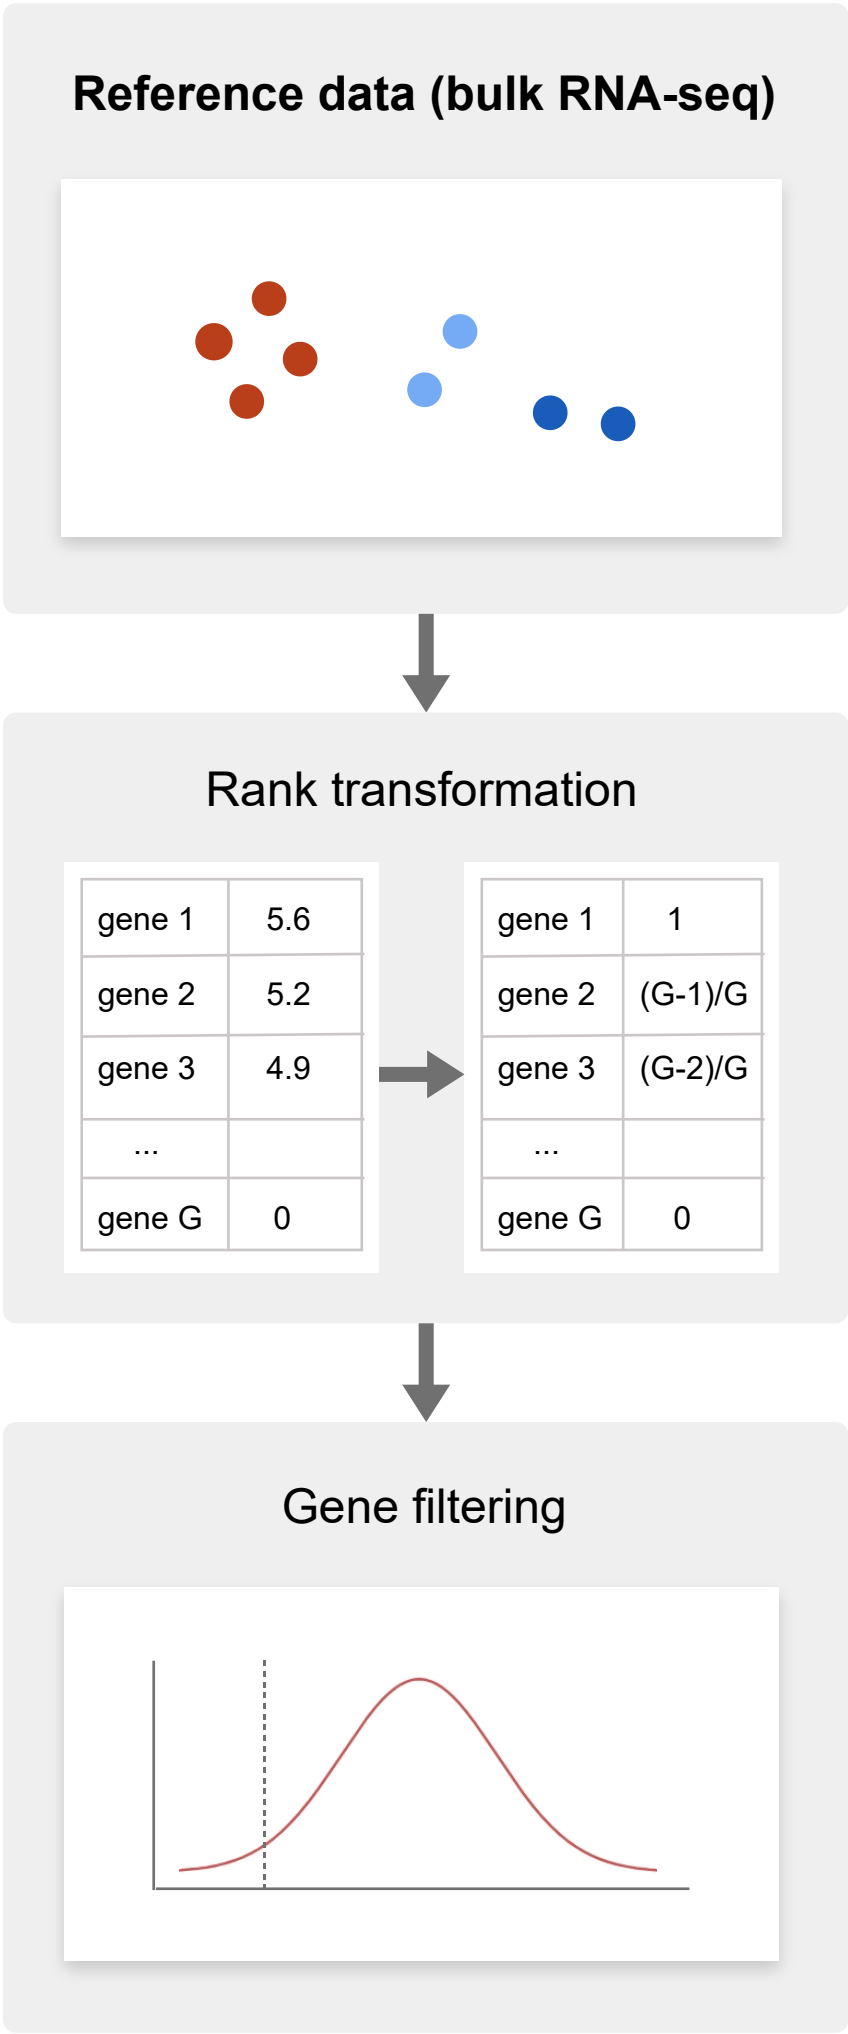 Reference data (bulk RNA-seq)
Rank transformation
gene 1 5.6
gene 2 5.2
gene 3 4.9
...
gene G 0
gene 1 1
gene 2 (G-1)/G
gene 3 (G-2)/G
...
gene G 0
Gene filtering